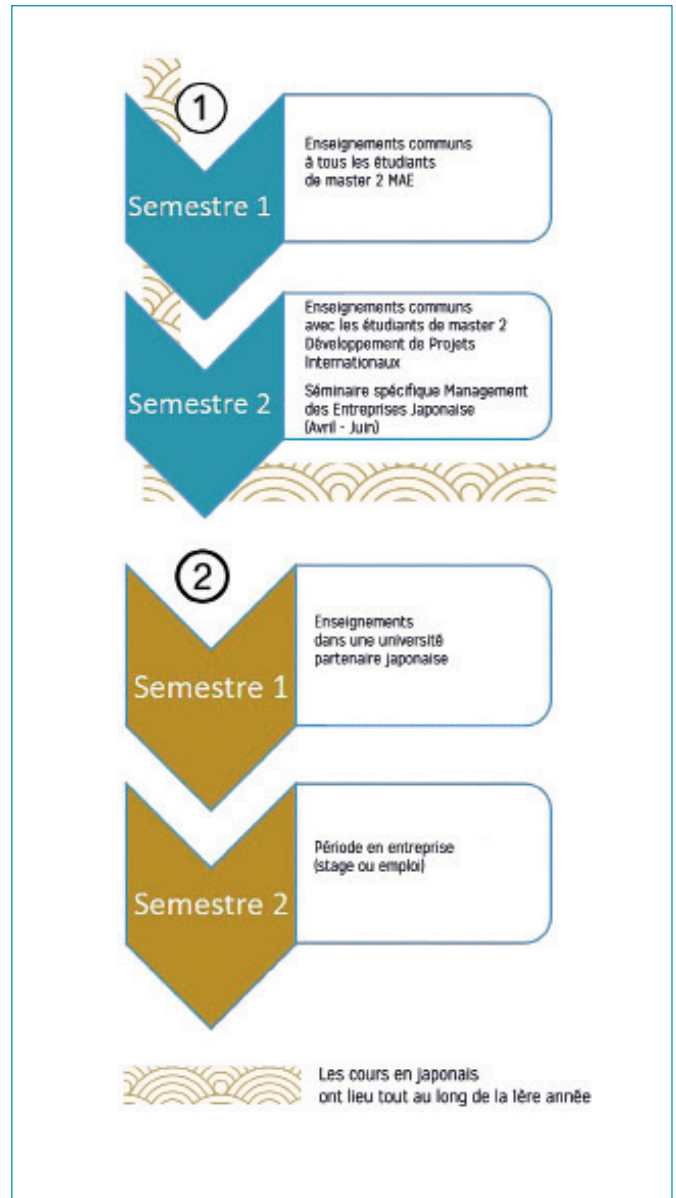 1
Semestre 1
Enseignements communs
à tous les étudiants
de master 2 MAE
Semestre 2
Enseignements communs
avec les étudiants de master 2
Développement de Projets
Internationaux
Séminaire spécifique Management
des Entreprises Japonaise
(Avril - Juin)
2
Semestre 1
Enseignements
dans une université
partenaire japonaise
Semestre 2
Période en entreprise
(stage ou emploi)
Les cours en japonais
ont lieu tout au long de la 1ère année